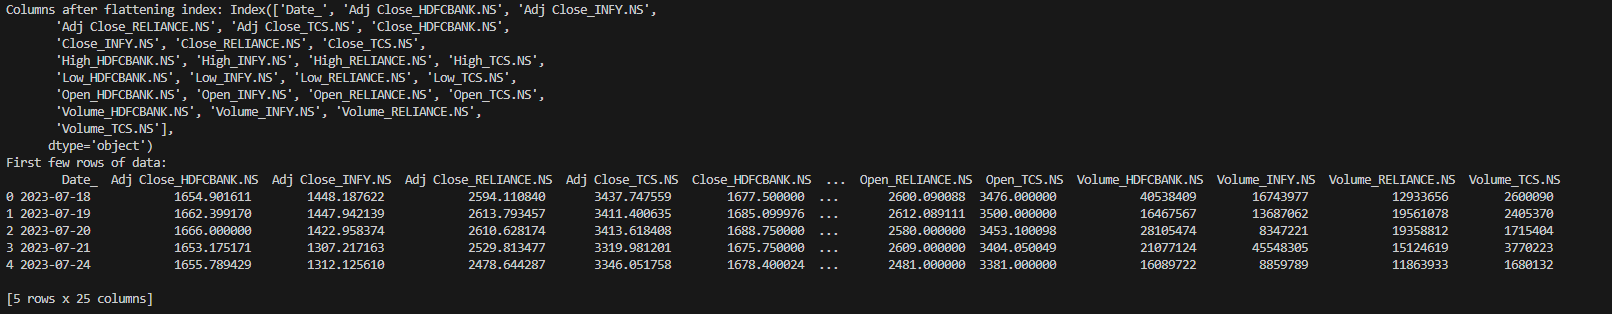 Columns after flattening index: Index(['Date_', 'Adj Close_HDFCBANK.NS', 'Adj Close_INFY.NS',
       'Adj Close_RELIANCE.NS', 'Adj Close_TCS.NS', 'Close_HDFCBANK.NS',
       'Close_INFY.NS', 'Close_RELIANCE.NS', 'Close_TCS.NS',
       'High_HDFCBANK.NS', 'High_INFY.NS', 'High_RELIANCE.NS', 'High_TCS.NS',
       'Low_HDFCBANK.NS', 'Low_INFY.NS', 'Low_RELIANCE.NS', 'Low_TCS.NS',
       'Open_HDFCBANK.NS', 'Open_INFY.NS', 'Open_RELIANCE.NS', 'Open_TCS.NS',
       'Volume_HDFCBANK.NS', 'Volume_INFY.NS', 'Volume_RELIANCE.NS',
       'Volume_TCS.NS'],
      dtype='object')
First few rows of data:
       Date_  Adj Close_HDFCBANK.NS  Adj Close_INFY.NS  Adj Close_RELIANCE.NS  Adj Close_TCS.NS  Close_HDFCBANK.NS  ...  Open_RELIANCE.NS  Open_TCS.NS  Volume_HDFCBANK.NS  Volume_INFY.NS  Volume_RELIANCE.NS  Volume_TCS.NS
0 2023-07-18            1654.901611        1448.187622            2594.110840       3437.747559        1677.500000  ...       2600.090088  3476.000000            40538409        16743977            12933656        2600090
1 2023-07-19            1662.399170        1447.942139            2613.793457       3411.400635        1685.099976  ...       2612.089111  3500.000000            16467567        13687062            19561078        2405370
2 2023-07-20            1666.000000        1422.958374            2610.628174       3413.618408        1688.750000  ...       2580.000000  3453.100098            28105474         8347221            19358812        1715404
3 2023-07-21            1653.175171        1307.217163            2529.813477       3319.981201        1675.750000  ...       2609.000000  3404.050049            21077124        45548305            15124619        3770223
4 2023-07-24            1655.789429        1312.125610            2478.644287       3346.051758        1678.400024  ...       2481.000000  3381.000000            16089722         8859789            11863933        1680132
[5 rows x 25 columns]